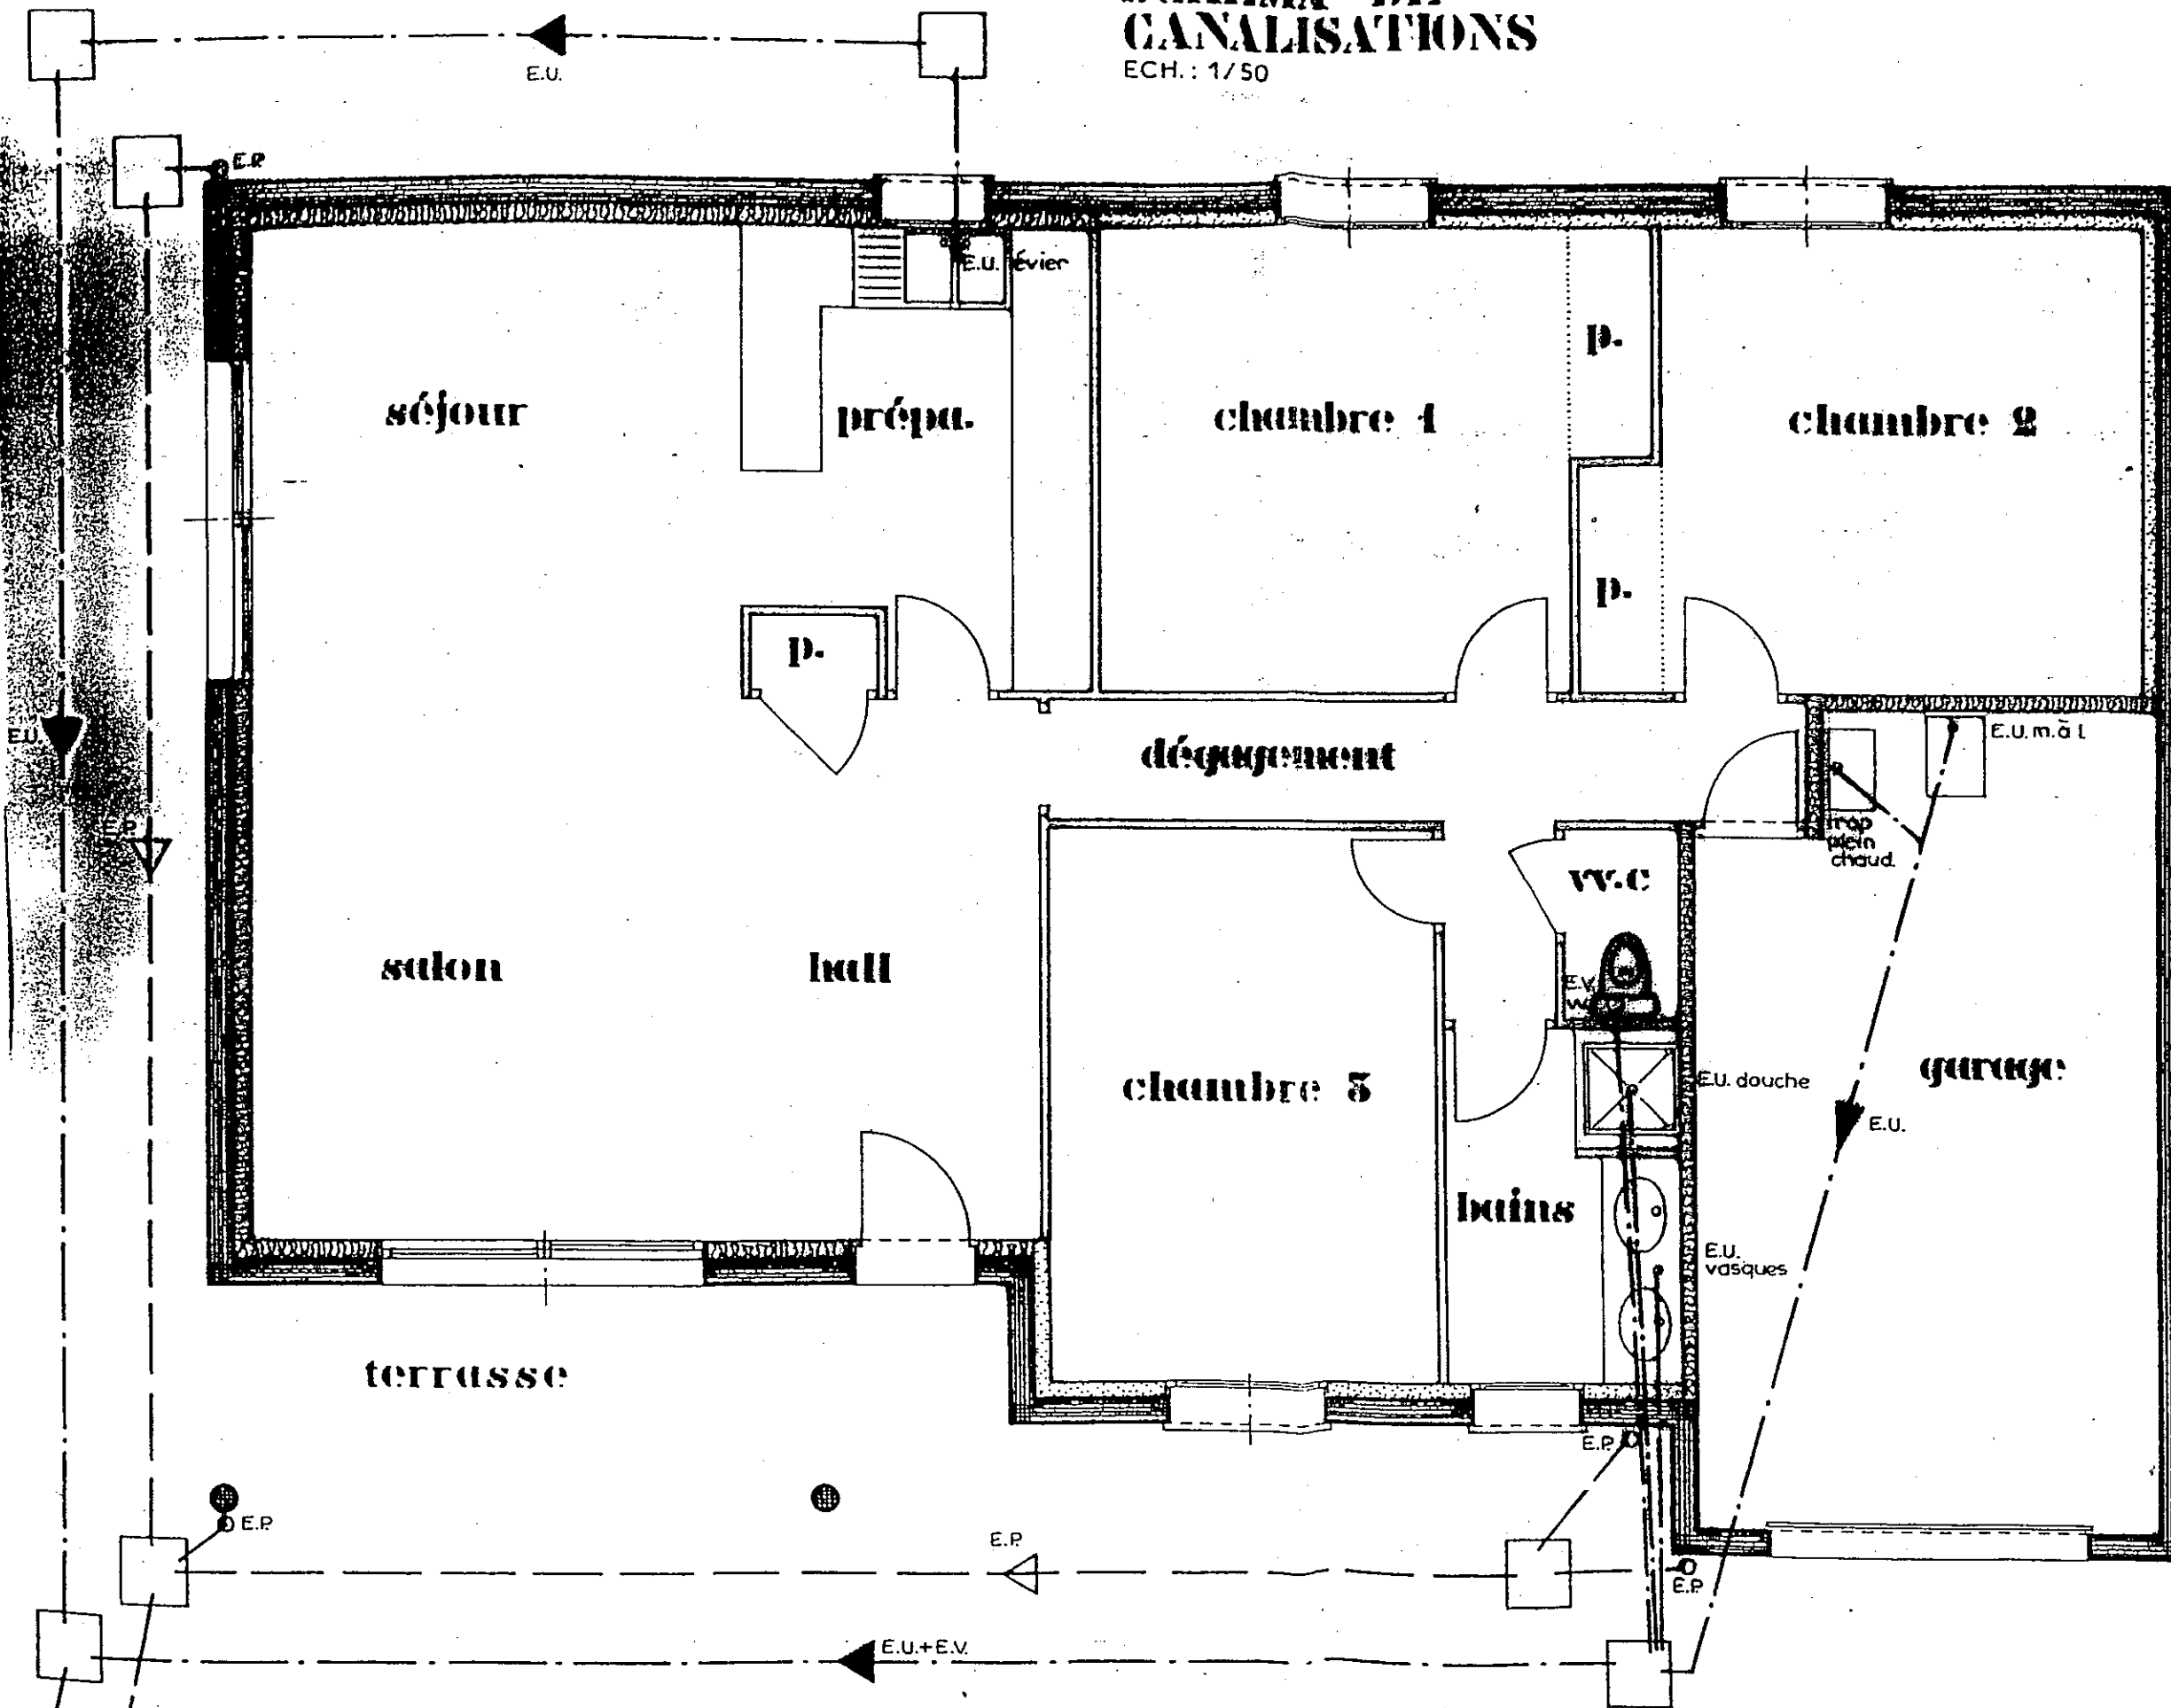 CANALISATIONS
ECH.: 1/50
E.U.
E.P.
E.U. évier
p.
séjour
prépa.
chambre 1
chambre 2
p.
p.
E.U.
E.U. m.à l.
dégagement
E.P.
trop
plein
chaud.
w.c
salon
hall
E.V.
garage
chambre 3
E.U. douche
E.U.
bains
E.U.
vasques
terrasse
E.P.
E.P.
E.P.
E.P.
E.U.+E.V.